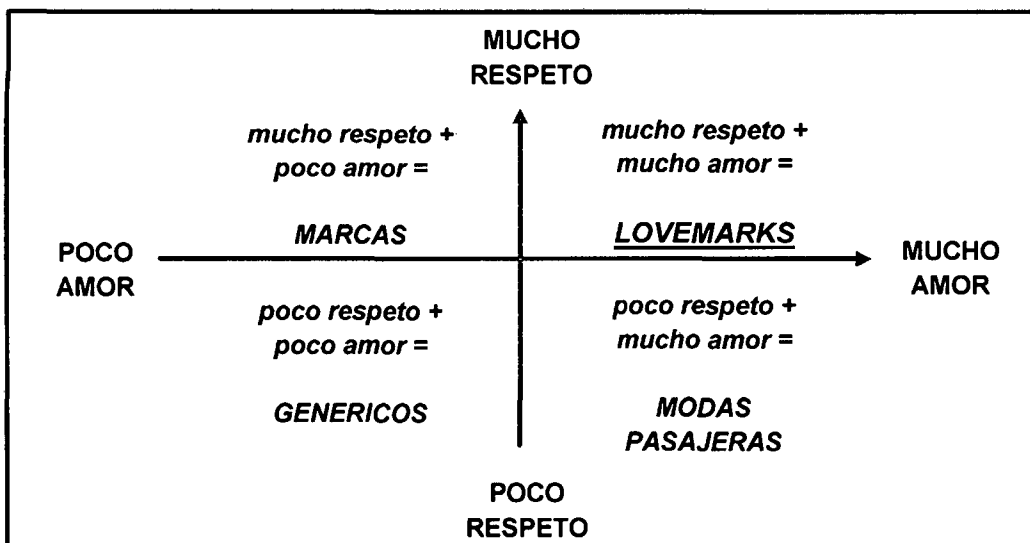 MUCHO
RESPETO
mucho respeto +
poco amor =
MARCAS
mucho respeto +
mucho amor =
LOVEMARKS
POCO
AMOR
MUCHO
AMOR
poco respeto +
poco amor =
GENERICOS
poco respeto +
mucho amor =
MODAS
PASAJERAS
POCO
RESPETO